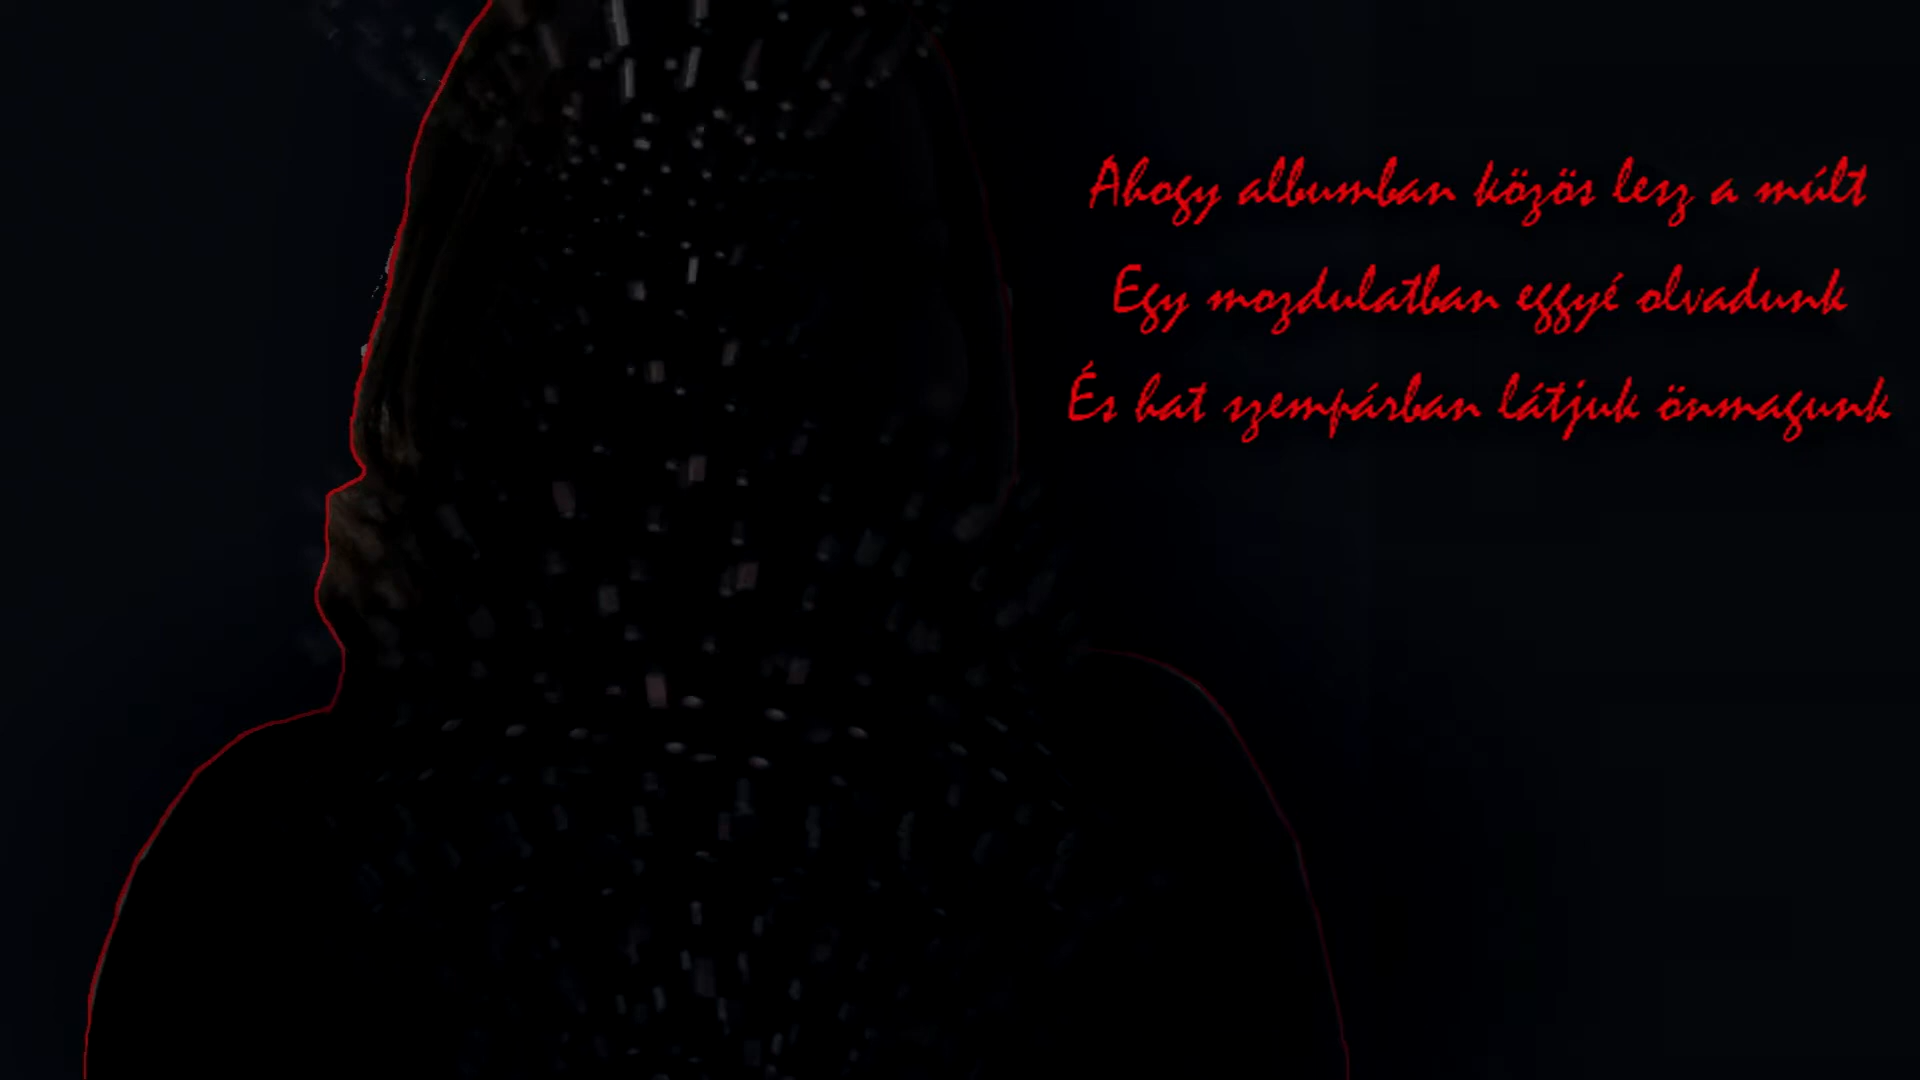 Ahogy albumban közös lesz a múlt
Egy mozdulatban eggyé olvadunk
És hat szempárban látjuk önmagunk